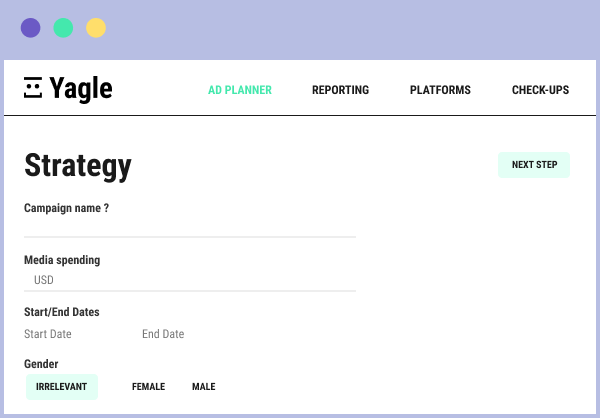 Yagle
AD PLANNER REPORTING PLATFORMS CHECK-UPS
Strategy
NEXT STEP
Campaign name ?
Media spending
USD
Start/End Dates
Start Date End Date
Gender
IRRELEVANT FEMALE MALE